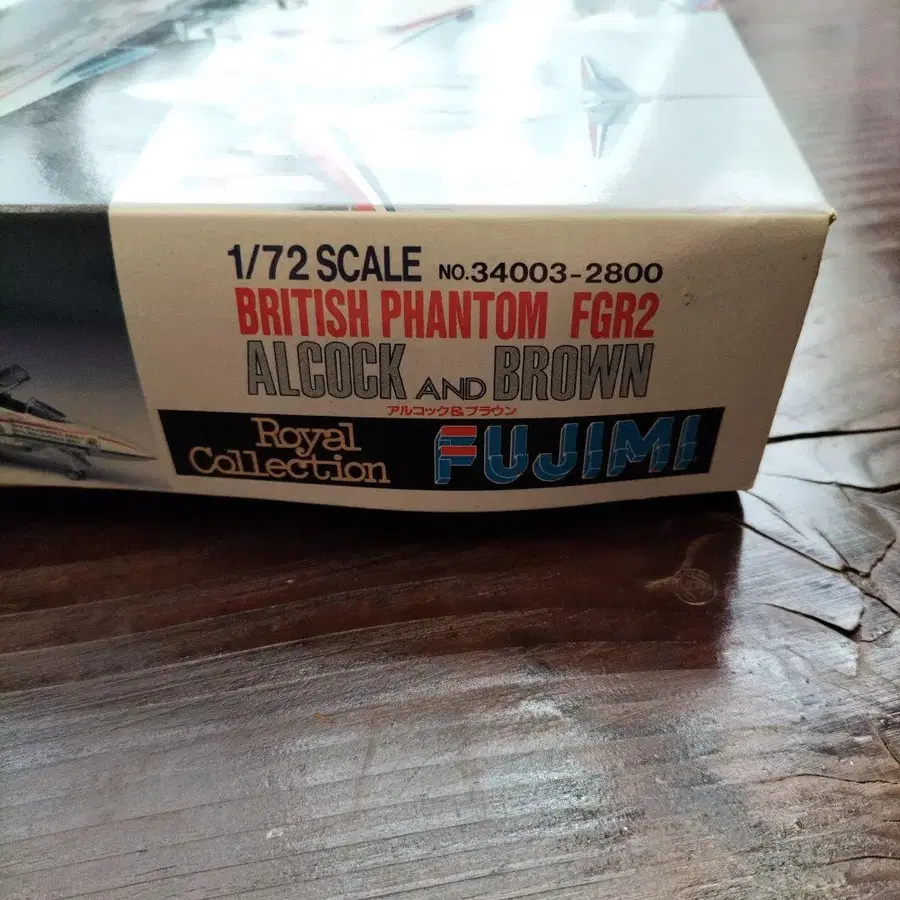 1/72 SCALE NO.34003-2800
BRITISH PHANTOM FGR2
ALCOCK AND BROWN
アルコック&ブラウン
Royal
Collection
FUJIMI